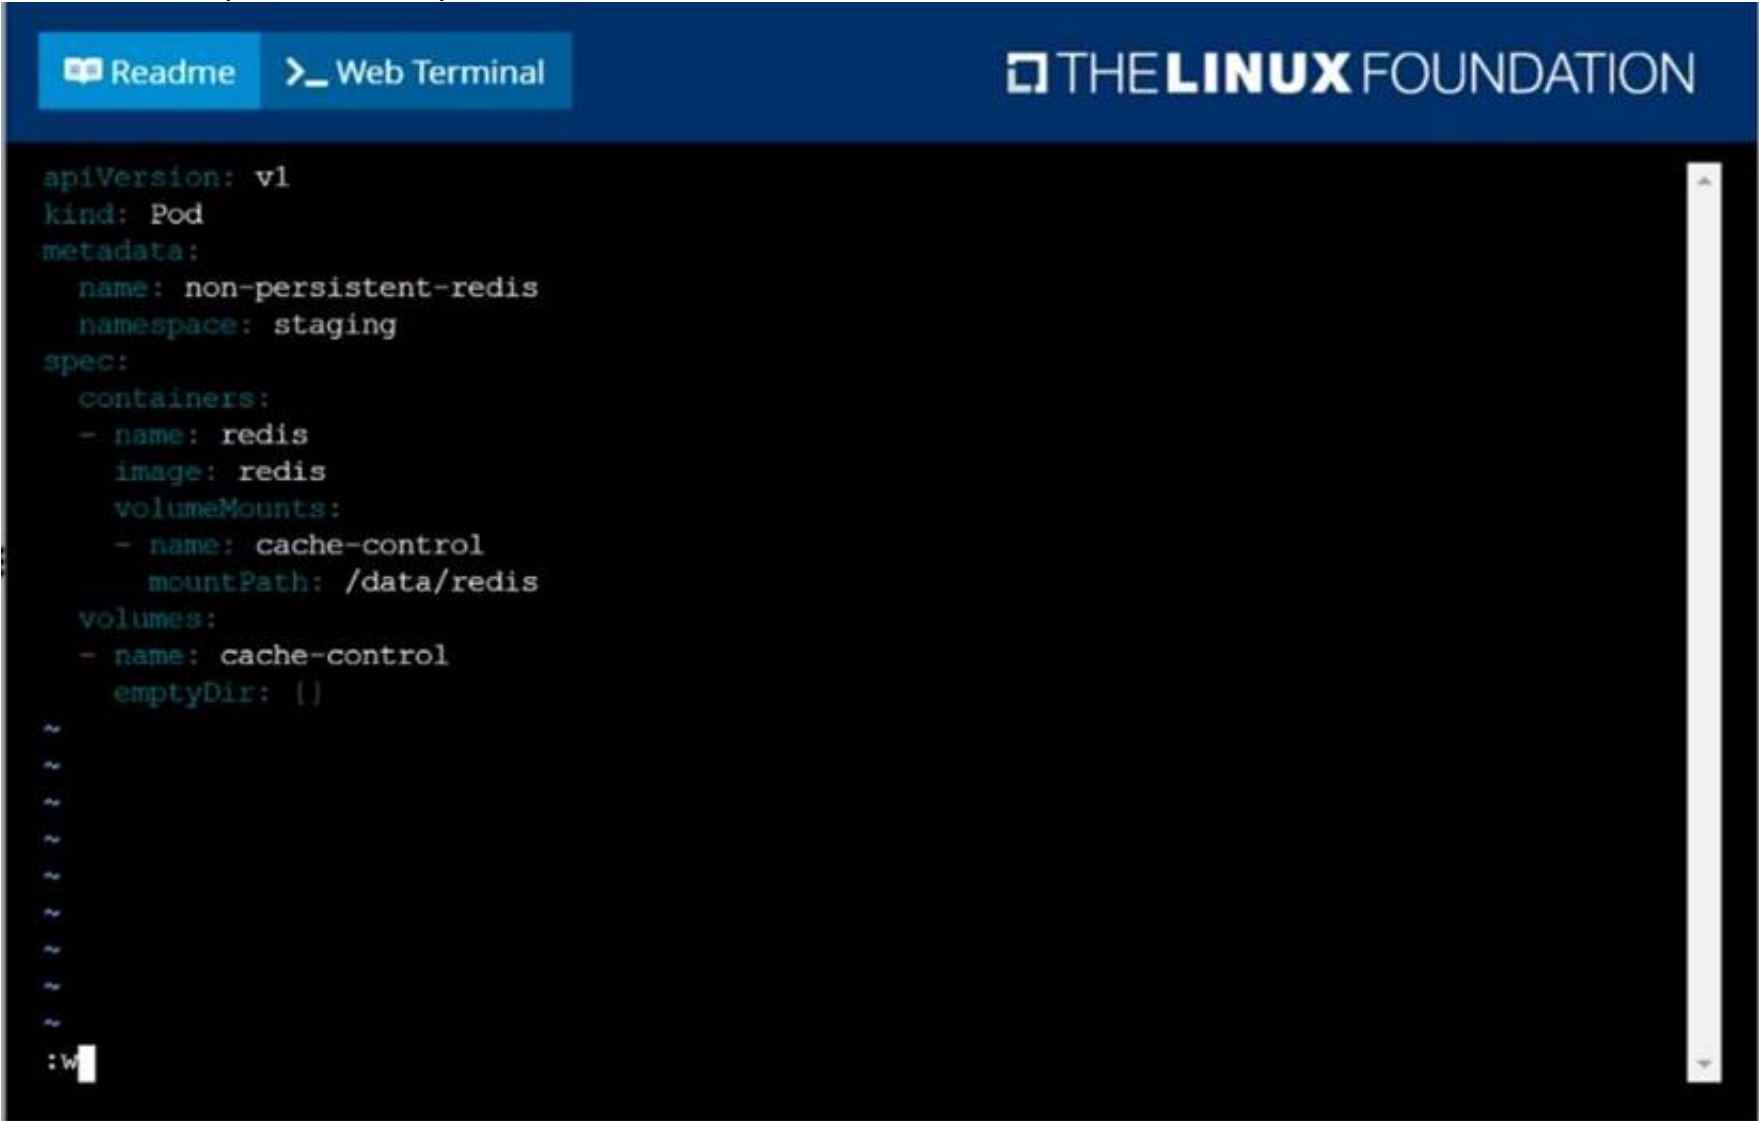 Readme >_ Web Terminal THE LINUX FOUNDATION
apiVersion: v1
kind: Pod
metadata:
  name: non-persistent-redis
  namespace: staging
spec:
  containers:
  - name: redis
    image: redis
    volumeMounts:
    - name: cache-control
      mountPath: /data/redis
  volumes:
  - name: cache-control
    emptyDir: {}
~
~
~
~
~
~
~
~
~
:w